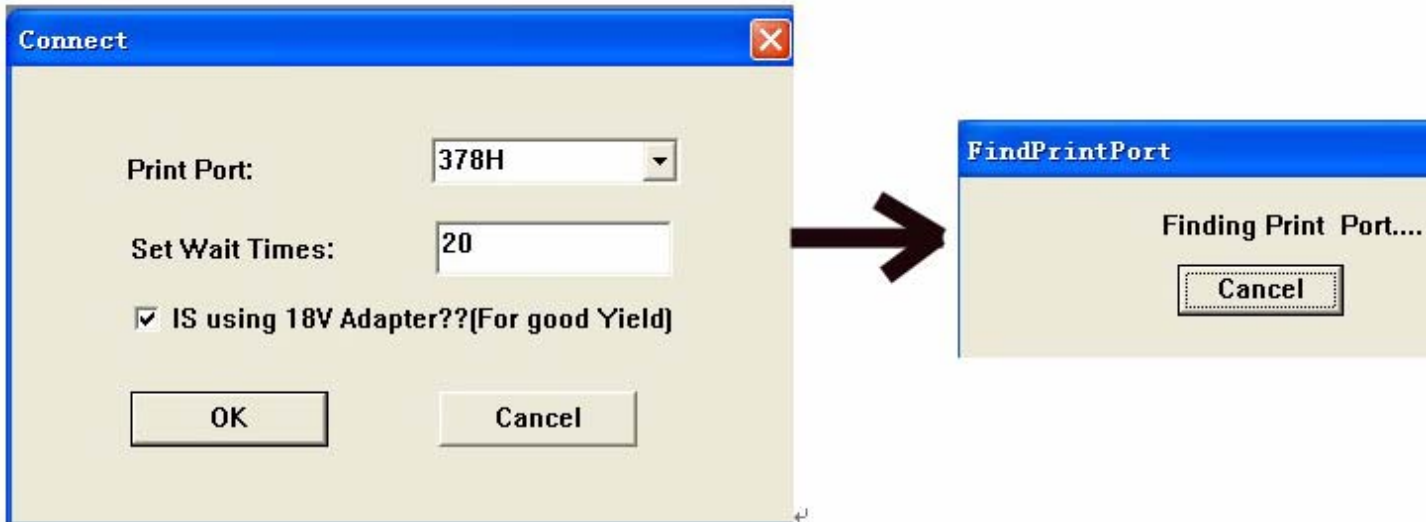 Connect
Print Port:
378H
Set Wait Times:
20
IS using 18V Adapter??(For good Yield)
OK
Cancel
FindPrintPort
Finding Print Port....
Cancel